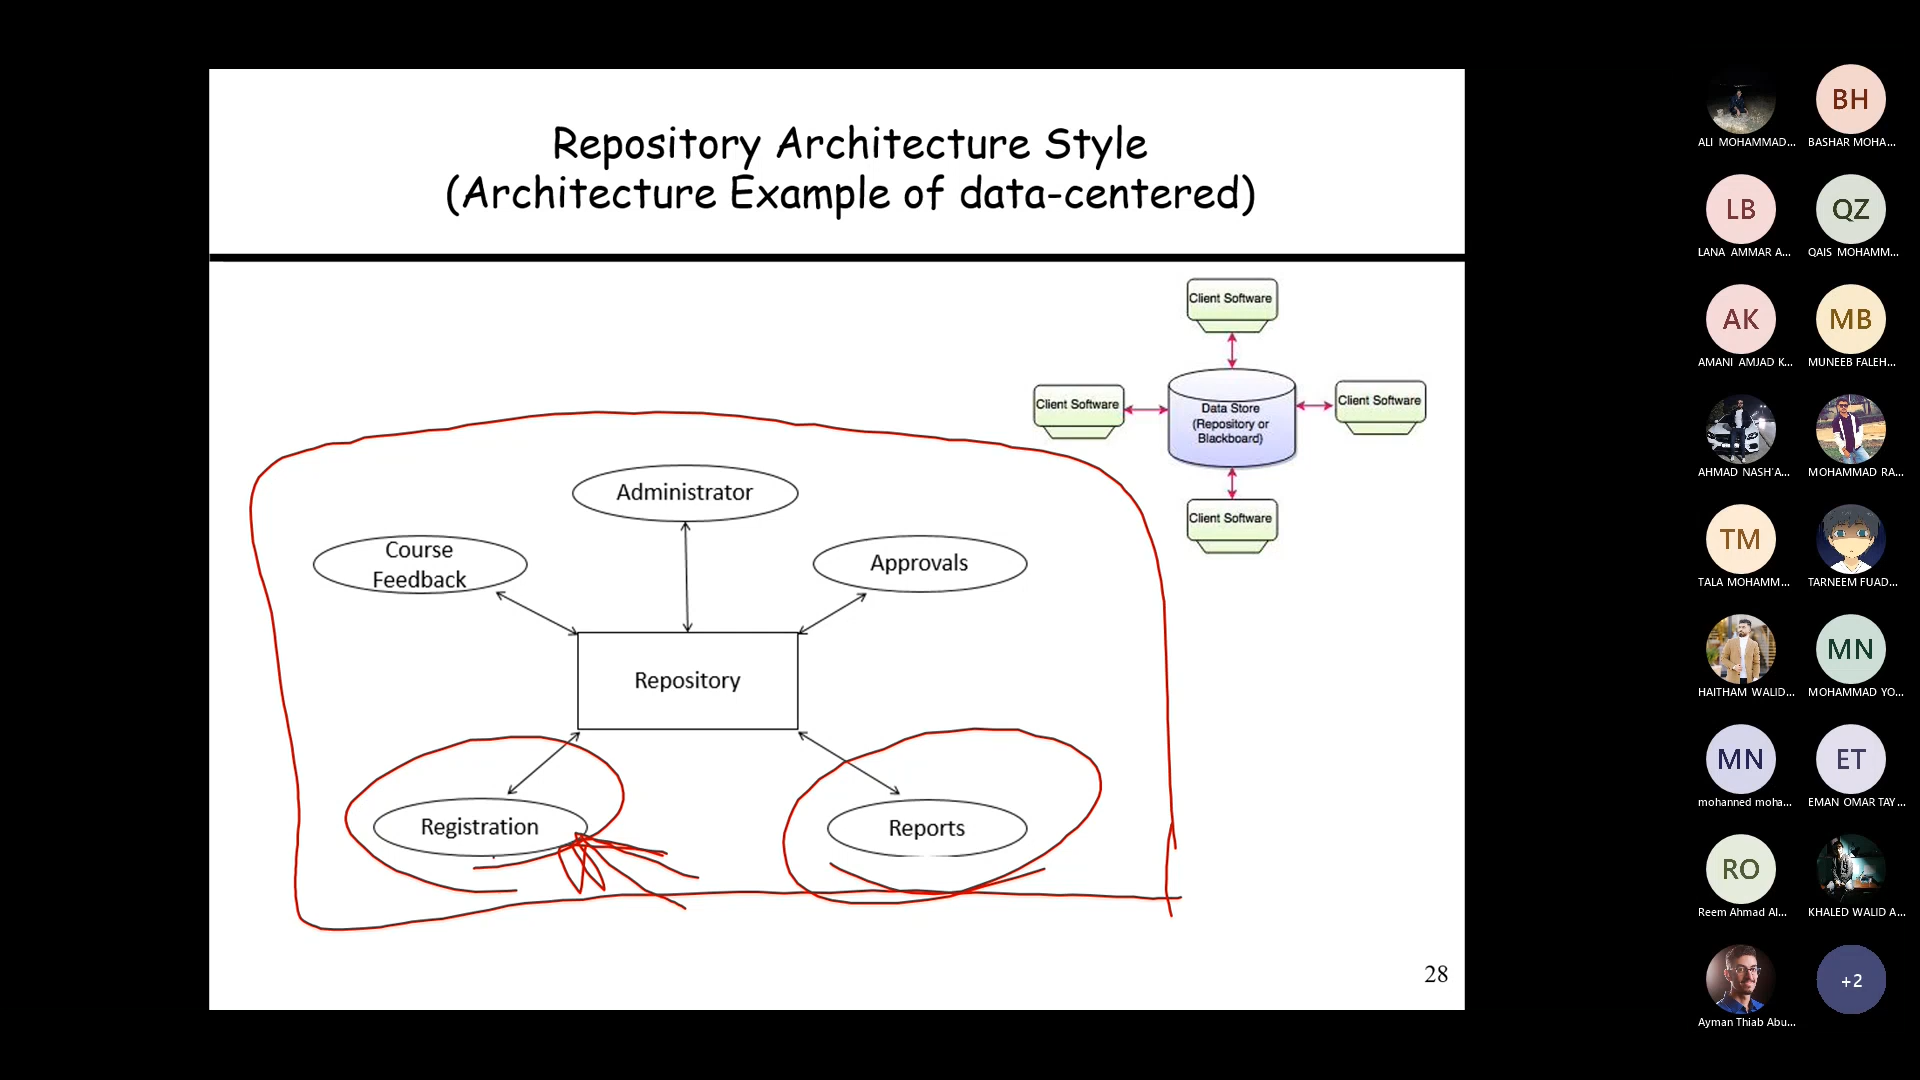 Repository Architecture Style
(Architecture Example of data-centered)
Client Software
Client Software
Data Store
(Repository or
Blackboard)
Client Software
Client Software
Administrator
Course
Feedback
Approvals
Repository
Registration
Reports
28
BH
ALI MOHAMMAD...
BASHAR MOHA...
LB
QZ
LANA AMMAR A...
QAIS MOHAMM...
AK
MB
AMANI AMJAD K...
MUNEEB FALEH...
AHMAD NASH'A...
MOHAMMAD RA...
TM
TALA MOHAMM...
TARNEEM FUAD...
MN
HAITHAM WALID...
MOHAMMAD YO...
MN
ET
mohanned moha...
EMAN OMAR TAY...
RO
Reem Ahmad Al...
KHALED WALID A...
+2
Ayman Thiab Abu...